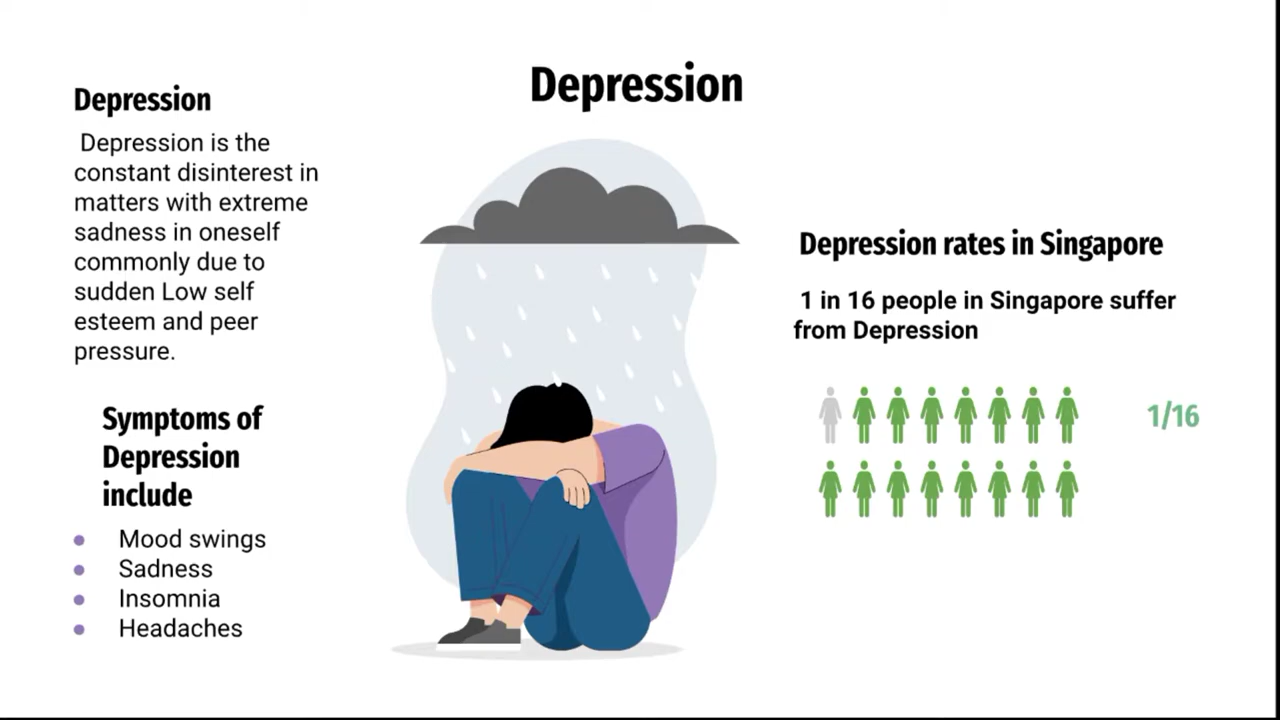 Depression
Depression
Depression is the
constant disinterest in
matters with extreme
sadness in oneself
commonly due to
sudden Low self
esteem and peer
pressure.
Symptoms of
Depression
include
Mood swings
Sadness
Insomnia
Headaches
Depression rates in Singapore
1 in 16 people in Singapore suffer
from Depression
1/16